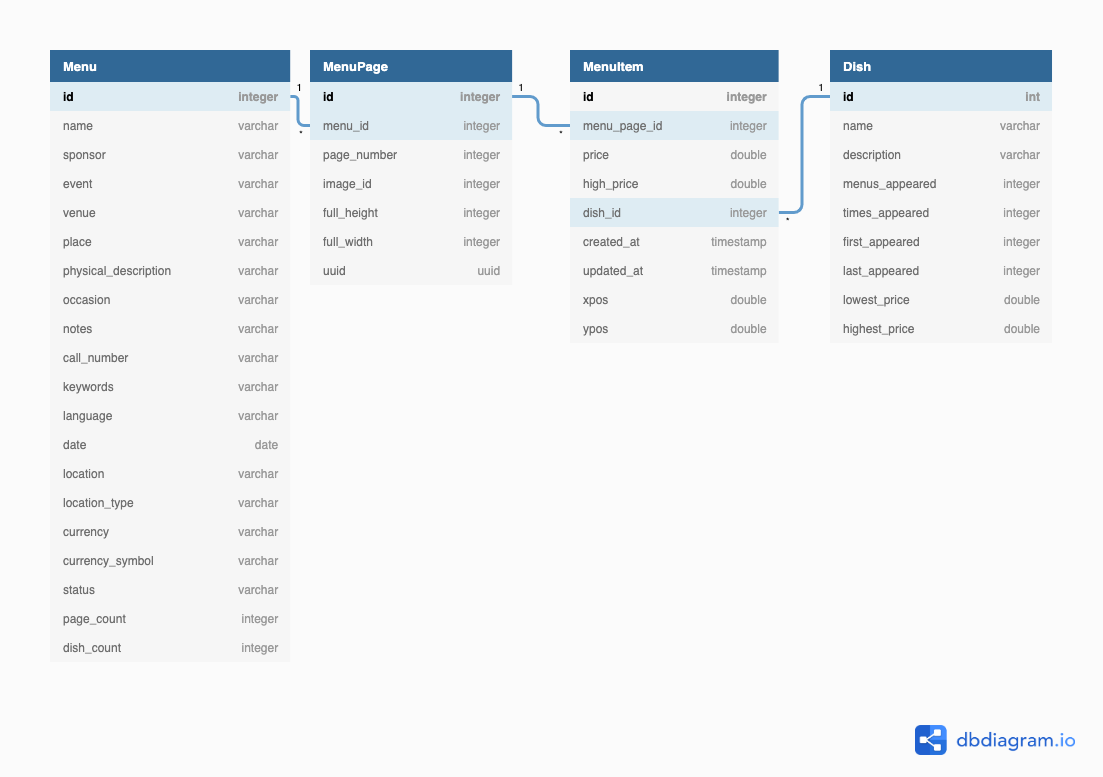 Menu
id integer
name varchar
sponsor varchar
event varchar
venue varchar
place varchar
physical_description varchar
occasion varchar
notes varchar
call_number varchar
keywords varchar
language varchar
date date
location varchar
location_type varchar
currency varchar
currency_symbol varchar
status varchar
page_count integer
dish_count integer
1
*
MenuPage
id integer
menu_id integer
page_number integer
image_id integer
full_height integer
full_width integer
uuid uuid
1
*
MenuItem
id integer
menu_page_id integer
price double
high_price double
dish_id integer
created_at timestamp
updated_at timestamp
xpos double
ypos double
1
*
Dish
id int
name varchar
description varchar
menus_appeared integer
times_appeared integer
first_appeared integer
last_appeared integer
lowest_price double
highest_price double
dbdiagram.io